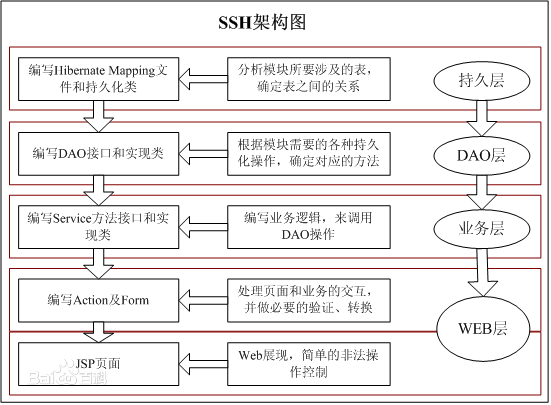 SSH架构图
编写Hibernate Mapping文
件和持久化类
分析模块所要涉及的表，
确定表之间的关系
持久层
编写DAO接口和实现类
根据模块需要的各种持久
化操作，确定对应的方法
DAO层
编写Service方法接口和实
现类
编写业务逻辑，来调用
DAO操作
业务层
编写Action及Form
处理页面和业务的交互，
并做必要的验证、转换
WEB层
JSP页面
Web展现，简单的非法操
作控制
Bai百科